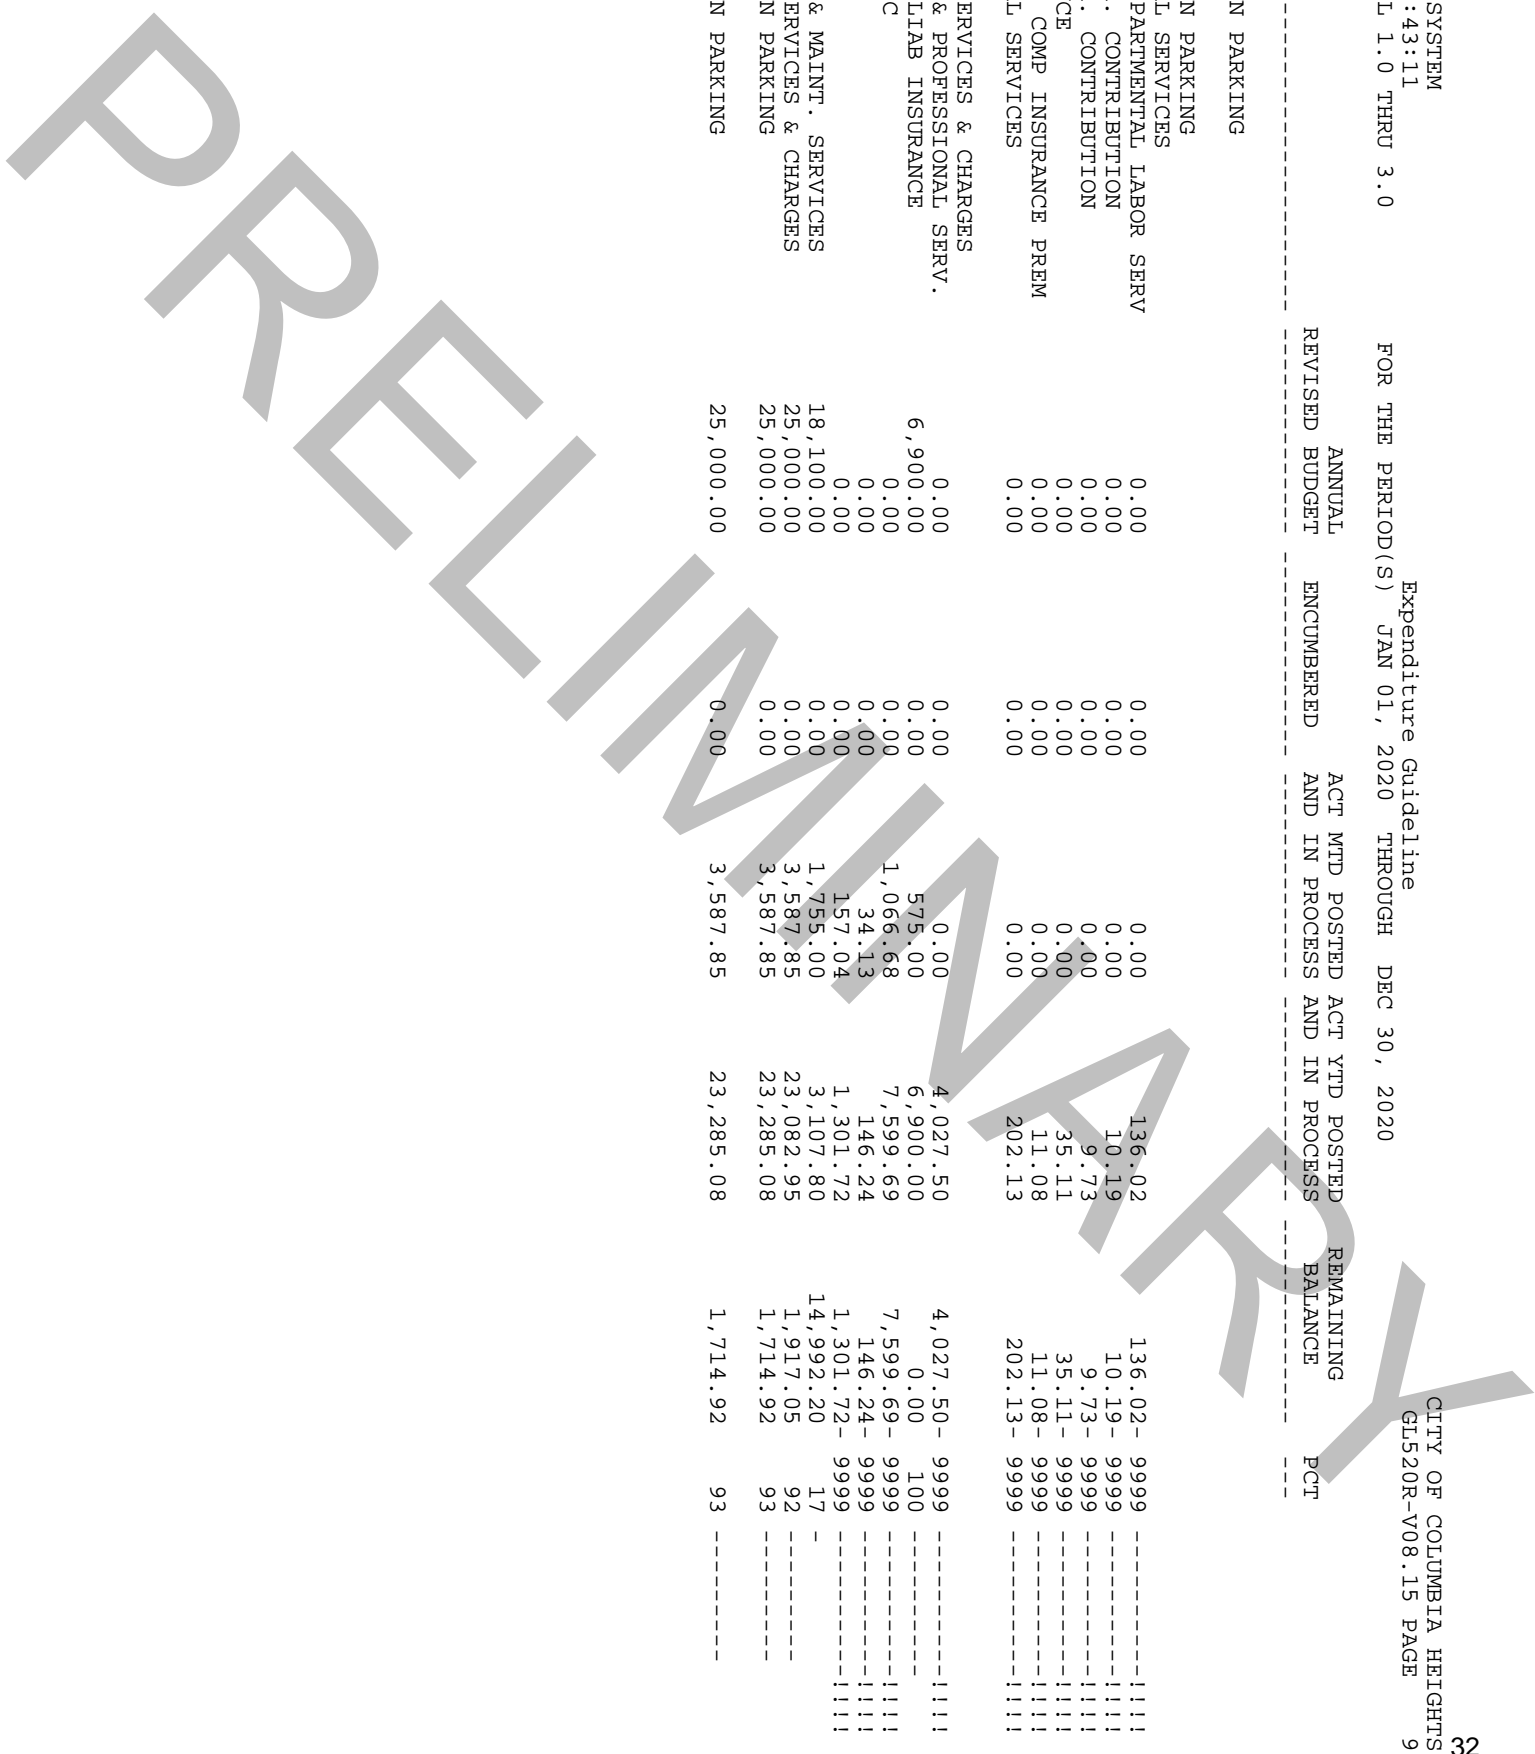 32
SYSTEM CITY OF COLUMBIA HEIGHTS
:43:11 Expenditure Guideline GL520R-V08.15 PAGE 9
L 1.0 THRU 3.0 FOR THE PERIOD(S) JAN 01, 2020 THROUGH DEC 30, 2020
ANNUAL ACT MTD POSTED ACT YTD POSTED REMAINING
REVISED BUDGET ENCUMBERED AND IN PROCESS AND IN PROCESS BALANCE PCT
N PARKING
N PARKING
L SERVICES
PARTMENTAL LABOR SERV 0.00 0.00 0.00 136.02 136.02- 9999 ----------!!!!
. CONTRIBUTION 0.00 0.00 0.00 10.19 10.19- 9999 ----------!!!!
. CONTRIBUTION 0.00 0.00 0.00 9.73 9.73- 9999 ----------!!!!
CE 0.00 0.00 0.00 35.11 35.11- 9999 ----------!!!!
COMP INSURANCE PREM 0.00 0.00 0.00 11.08 11.08- 9999 ----------!!!!
L SERVICES 0.00 0.00 0.00 202.13 202.13- 9999 ----------!!!!
ERVICES & CHARGES
& PROFESSIONAL SERV. 0.00 0.00 0.00 4,027.50 4,027.50- 9999 ----------!!!!
LIAB INSURANCE 6,900.00 0.00 575.00 6,900.00 0.00 100 ----------
C 0.00 0.00 1,066.68 7,599.69 7,599.69- 9999 ----------!!!!
0.00 0.00 34.13 146.24 146.24- 9999 ----------!!!!
0.00 0.00 157.04 1,301.72 1,301.72- 9999 ----------!!!!
& MAINT. SERVICES 18,100.00 0.00 1,755.00 3,107.80 14,992.20 17 -
ERVICES & CHARGES 25,000.00 0.00 3,587.85 23,082.95 1,917.05 92 ---------
N PARKING 25,000.00 0.00 3,587.85 23,285.08 1,714.92 93 ---------
N PARKING 25,000.00 0.00 3,587.85 23,285.08 1,714.92 93 ---------
PRELIMINARY